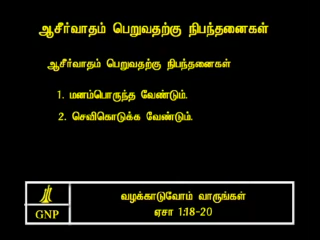 ஆசீர்வாதம் பெறுவதற்கு நிபந்தனைகள்
ஆசீர்வாதம் பெறுவதற்கு நிபந்தனைகள்
1. மனம்பொருந்த வேண்டும்.
2. செவிகொடுக்க வேண்டும்.
வழக்காடுவோம் வாருங்கள்
GNP
ஏசா 1:18-20